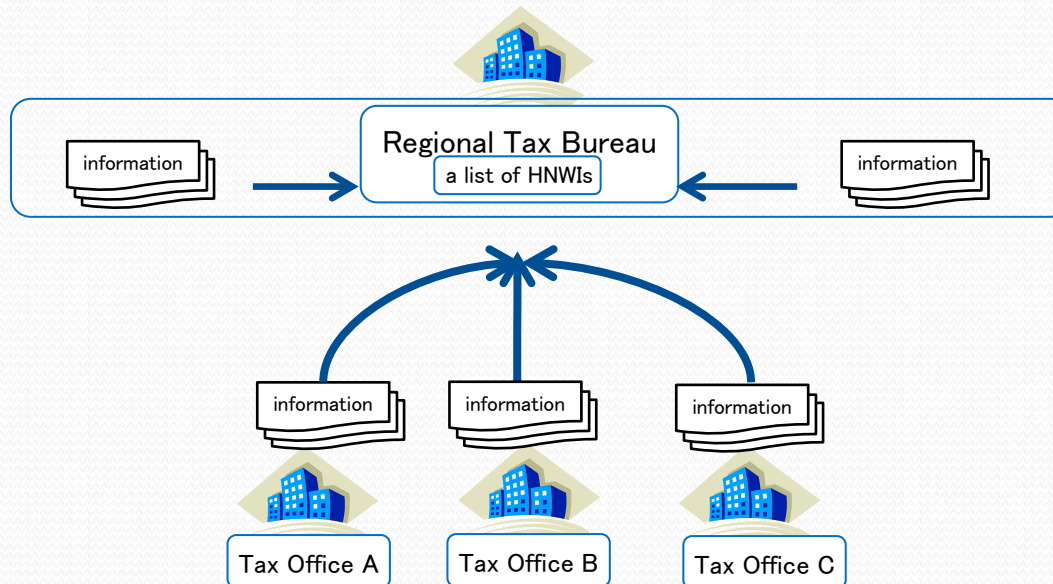 Regional Tax Bureau
information
a list of HNWIs
information
information
information
information
Tax Office A
Tax Office B
Tax Office C